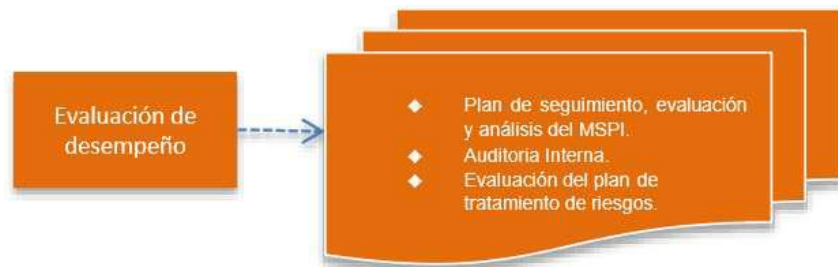 Evaluación de
desempeño
◆ Plan de seguimiento, evaluación
y análisis del MSPI.
◆ Auditoria Interna.
◆ Evaluación del plan de
tratamiento de riesgos.